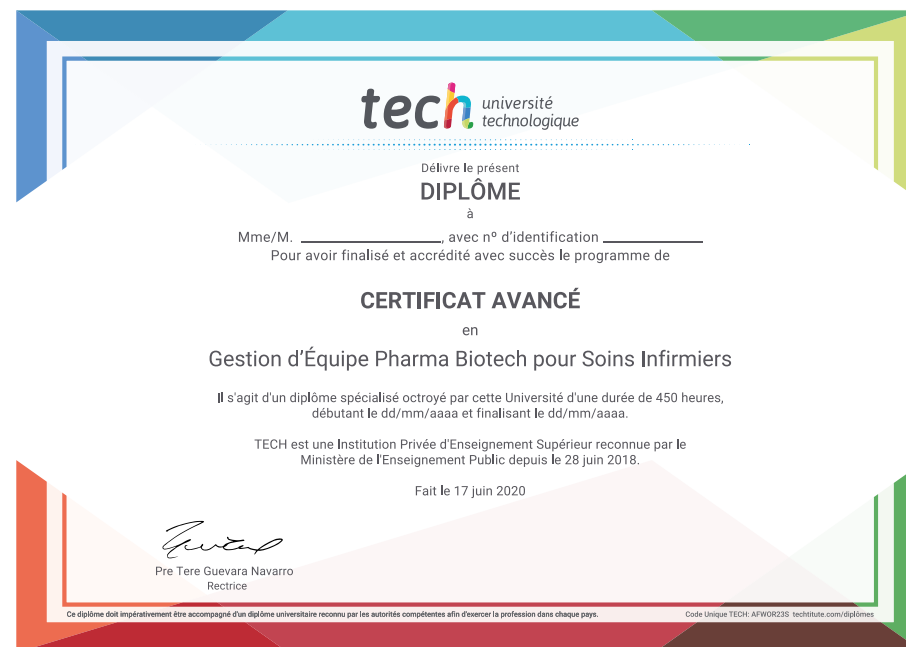 tech université
technologique
Délivre le présent
DIPLÔME
à
Mme/M. ____________________, avec nº d'identification ______________
Pour avoir finalisé et accrédité avec succès le programme de
CERTIFICAT AVANCÉ
en
Gestion d'Équipe Pharma Biotech pour Soins Infirmiers
Il s'agit d'un diplôme spécialisé octroyé par cette Université d'une durée de 450 heures,
débutant le dd/mm/aaaa et finalisant le dd/mm/aaaa.
TECH est une Institution Privée d'Enseignement Supérieur reconnue par le
Ministère de l'Enseignement Public depuis le 28 juin 2018.
Fait le 17 juin 2020
Pre Tere Guevara Navarro
Rectrice
Ce diplôme doit impérativement être accompagné d'un diplôme universitaire reconnu par les autorités compétentes afin d'exercer la profession dans chaque pays.
Code Unique TECH: AFWOR23S techtitute.com/diplômes